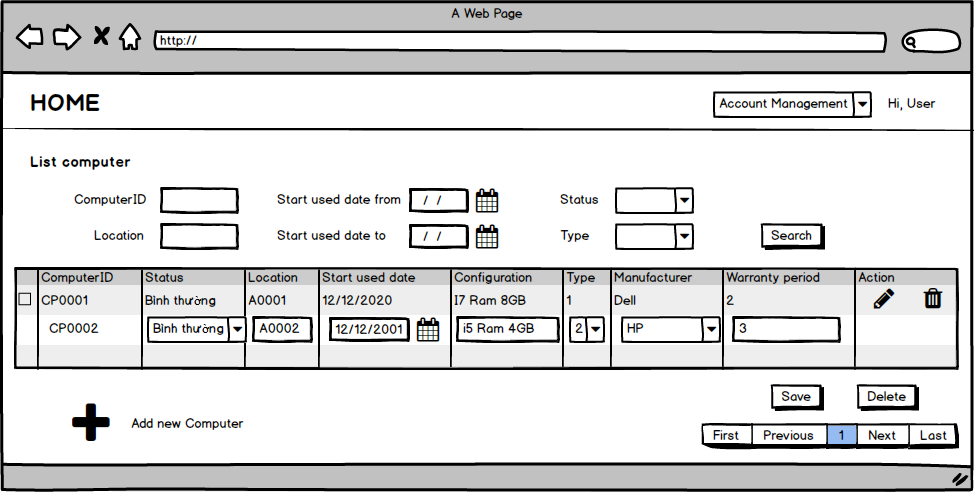 A Web Page
http://
HOME
Account Management
Hi, User
List computer
ComputerID
Start used date from / /
Status
Location
Start used date to / /
Type
Search
ComputerID Status Location Start used date Configuration Type Manufacturer Warranty period Action
CP0001 Bình thường A0001 12/12/2020 I7 Ram 8GB 1 Dell 2
CP0002 Bình thường A0002 12/12/2001 i5 Ram 4GB 2 HP 3
Save Delete
Add new Computer
First Previous 1 Next Last